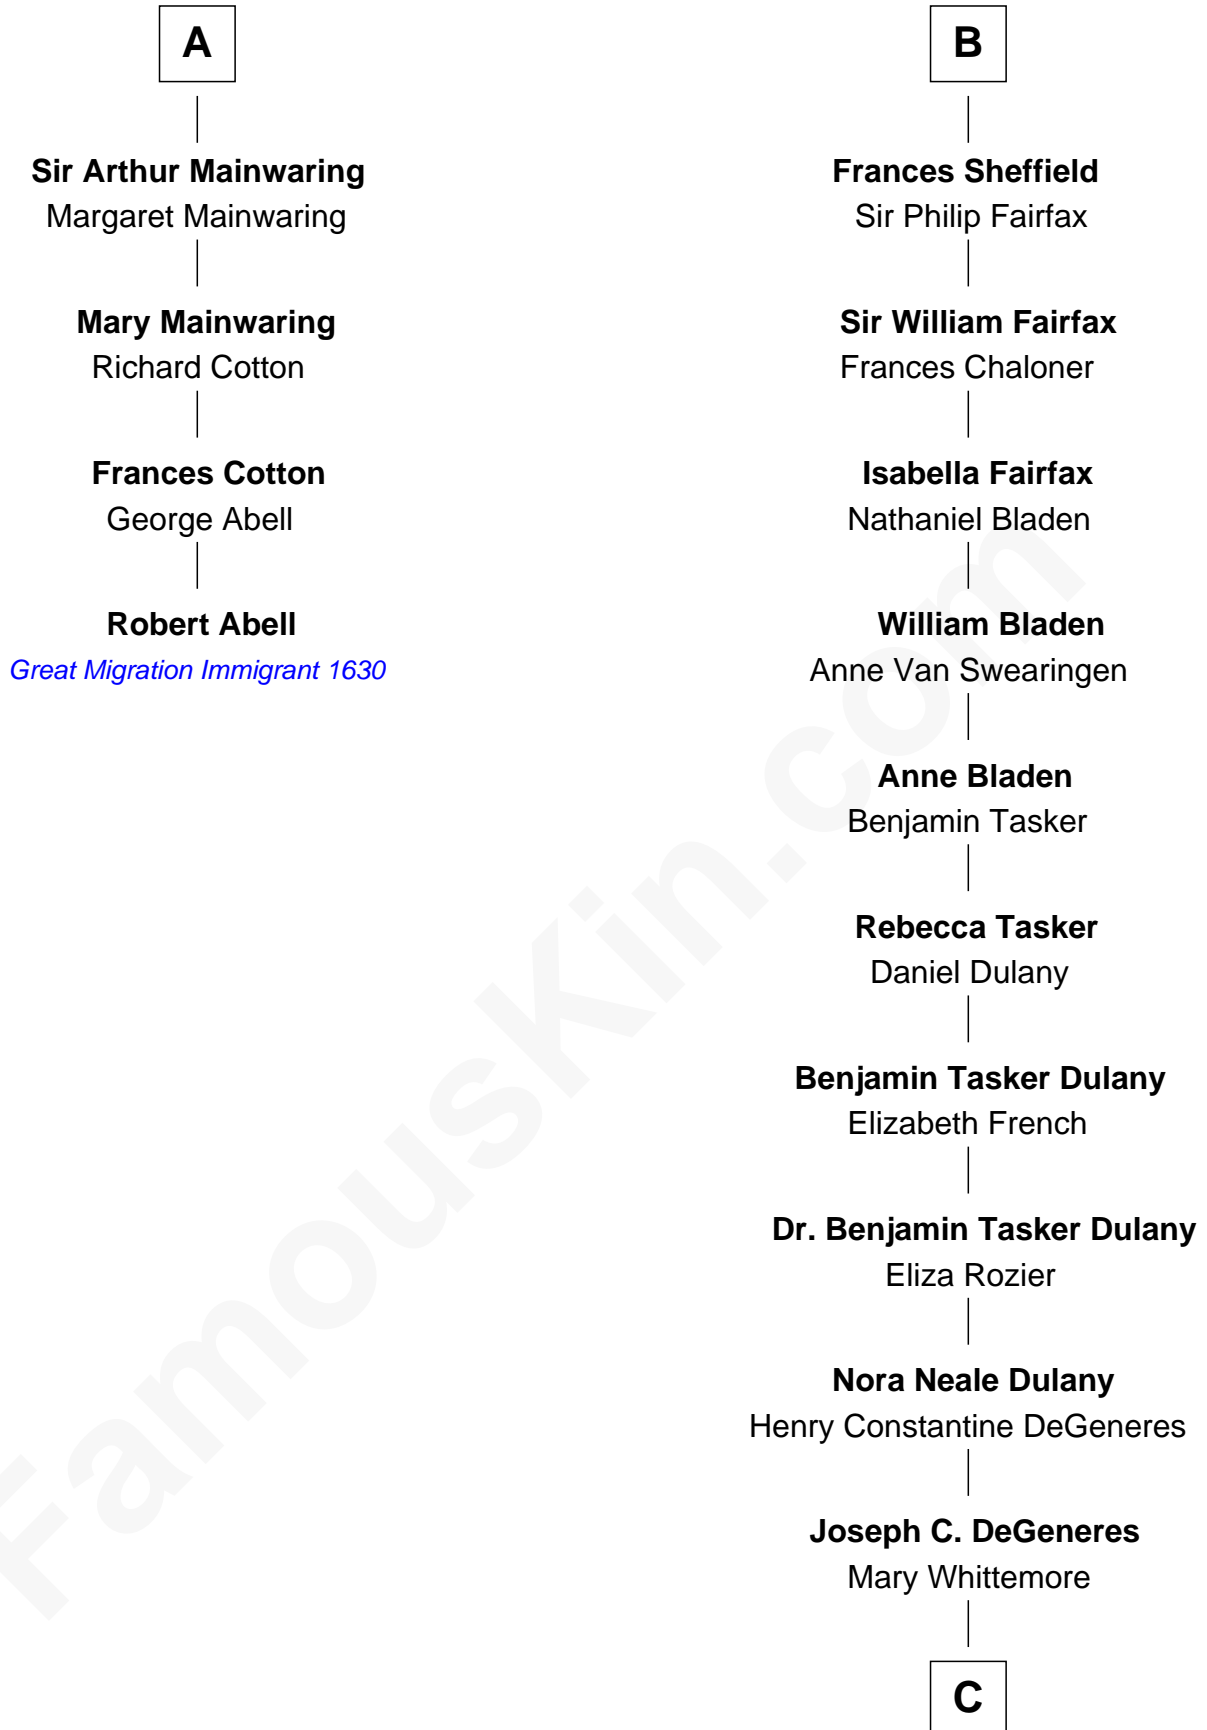 A
Sir Arthur Mainwaring
Margaret Mainwaring
Mary Mainwaring
Richard Cotton
Frances Cotton
George Abell
Robert Abell
Great Migration Immigrant 1630
B
Frances Sheffield
Sir Philip Fairfax
Sir William Fairfax
Frances Chaloner
Isabella Fairfax
Nathaniel Bladen
William Bladen
Anne Van Swearingen
Anne Bladen
Benjamin Tasker
Rebecca Tasker
Daniel Dulany
Benjamin Tasker Dulany
Elizabeth French
Dr. Benjamin Tasker Dulany
Eliza Rozier
Nora Neale Dulany
Henry Constantine DeGeneres
Joseph C. DeGeneres
Mary Whittemore
C
FamousKin.com